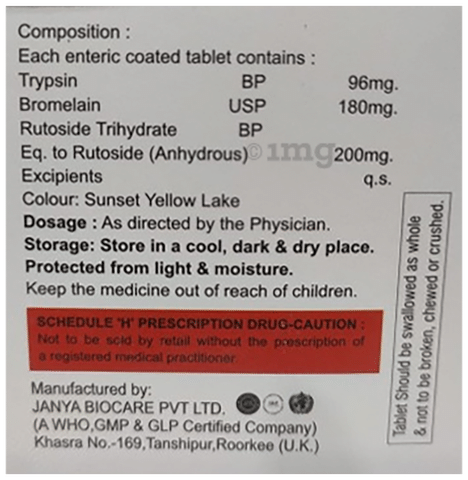 Composition :
Each enteric coated tablet contains :
Trypsin BP 96mg.
Bromelain USP 180mg.
Rutoside Trihydrate BP
Eq. to Rutoside (Anhydrous) 200mg.
© 1mg
Excipients q.s.
Colour: Sunset Yellow Lake
Dosage : As directed by the Physician.
Storage: Store in a cool, dark & dry place.
Protected from light & moisture.
Keep the medicine out of reach of children.
SCHEDULE 'H' PRESCRIPTION DRUG-CAUTION :
Not to be sold by retail without the prescription of
a registered medical practitioner.
Manufactured by:
JANYA BIOCARE PVT LTD.
(A WHO,GMP & GLP Certified Company)
Khasra No.-169,Tanshipur,Roorkee (U.K.)
Tablet Should be swallowed as whole
& not to be broken, chewed or crushed.